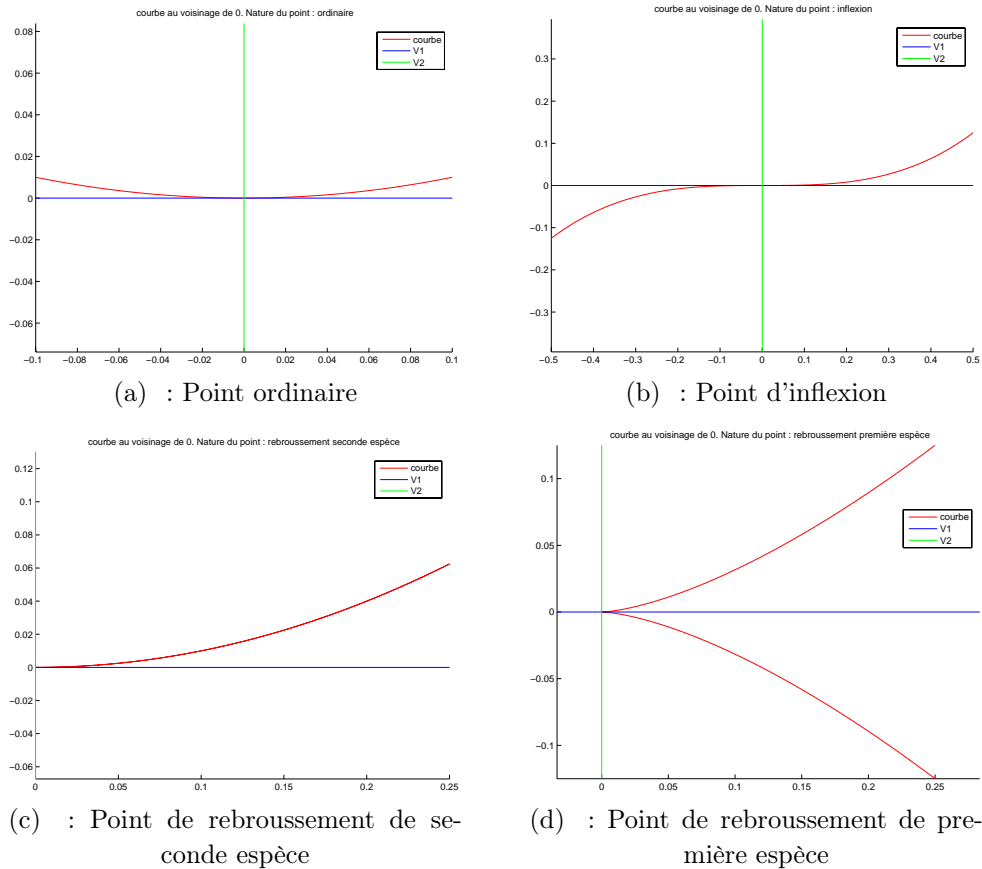 courbe au voisinage de 0. Nature du point : ordinaire
0.08
0.06
0.04
0.02
0
−0.02
−0.04
−0.06
−0.1 −0.08 −0.06 −0.04 −0.02 0 0.02 0.04 0.06 0.08 0.1
courbe
V1
V2
(a) : Point ordinaire
courbe au voisinage de 0. Nature du point : inflexion
0.3
0.2
0.1
0
−0.1
−0.2
−0.3
−0.5 −0.4 −0.3 −0.2 −0.1 0 0.1 0.2 0.3 0.4 0.5
courbe
V1
V2
(b) : Point d'inflexion
courbe au voisinage de 0. Nature du point : rebroussement seconde espèce
0.12
0.1
0.08
0.06
0.04
0.02
0
−0.02
−0.04
−0.06
0 0.05 0.1 0.15 0.2 0.25
courbe
V1
V2
(c) : Point de rebroussement de se-
conde espèce
courbe au voisinage de 0. Nature du point : rebroussement première espèce
0.1
0.05
0
−0.05
−0.1
0 0.05 0.1 0.15 0.2 0.25
courbe
V1
V2
(d) : Point de rebroussement de pre-
mière espèce